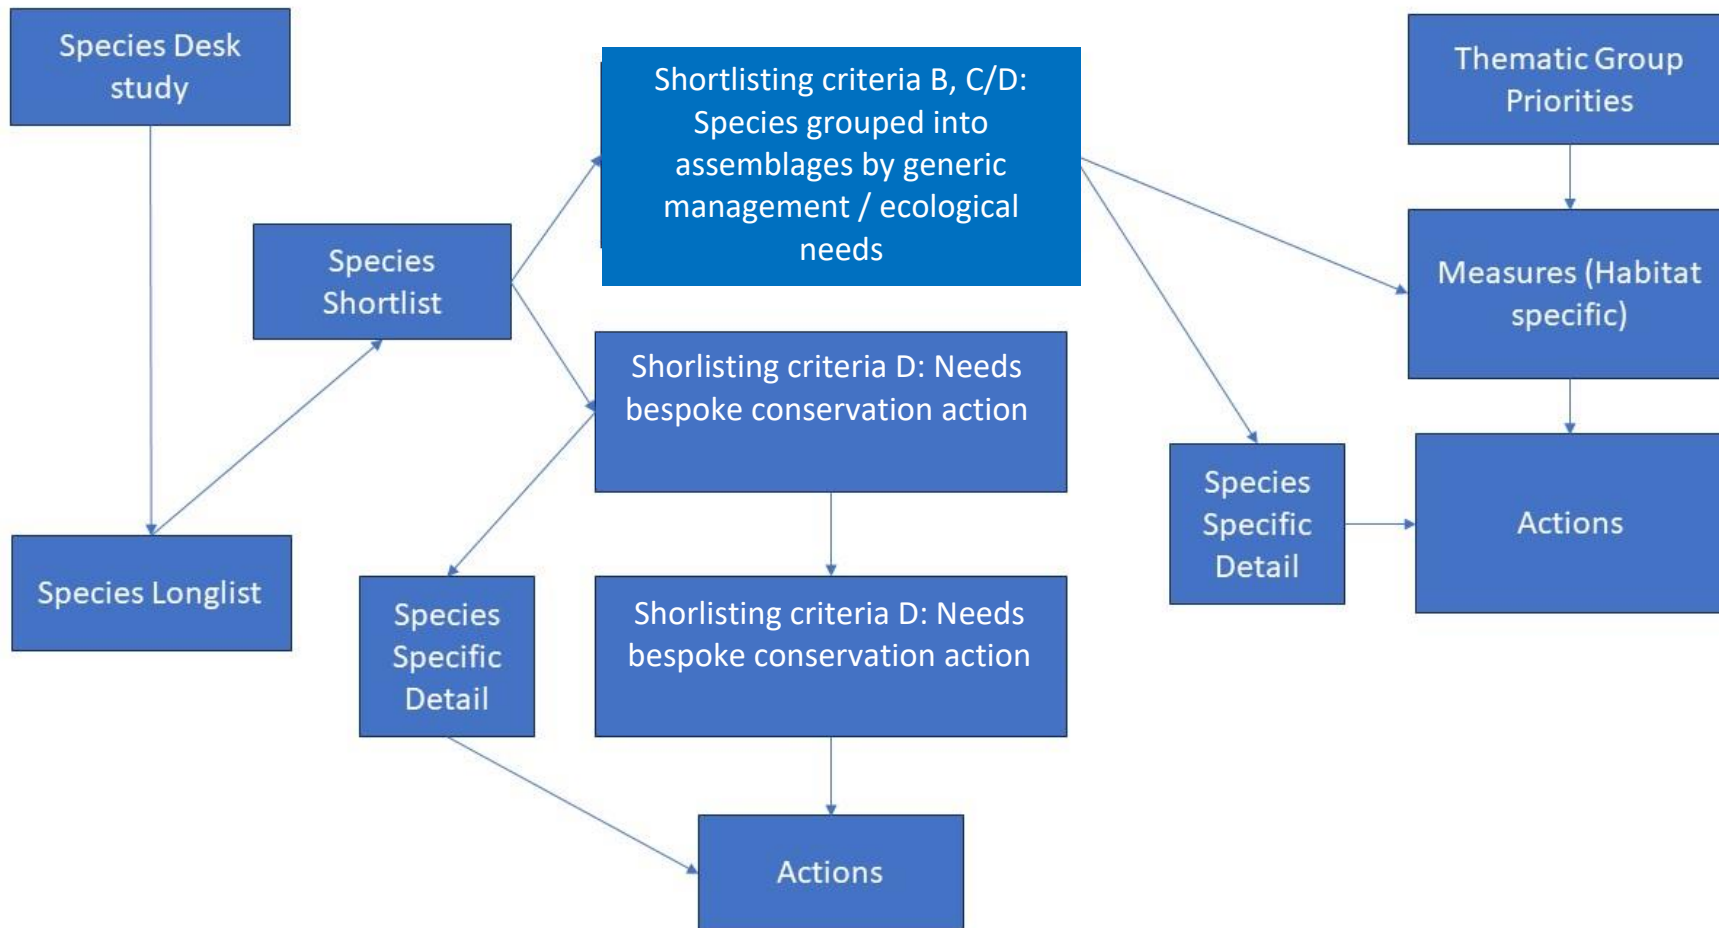 Species Desk
study
Shortlisting criteria B, C/D:
Species grouped into
assemblages by generic
management / ecological
needs
Thematic Group
Priorities
Species
Shortlist
Measures (Habitat
specific)
Shorlisting criteria D: Needs
bespoke conservation action
Species
Specific
Detail
Actions
Species Longlist
Species
Specific
Detail
Shorlisting criteria D: Needs
bespoke conservation action
Actions